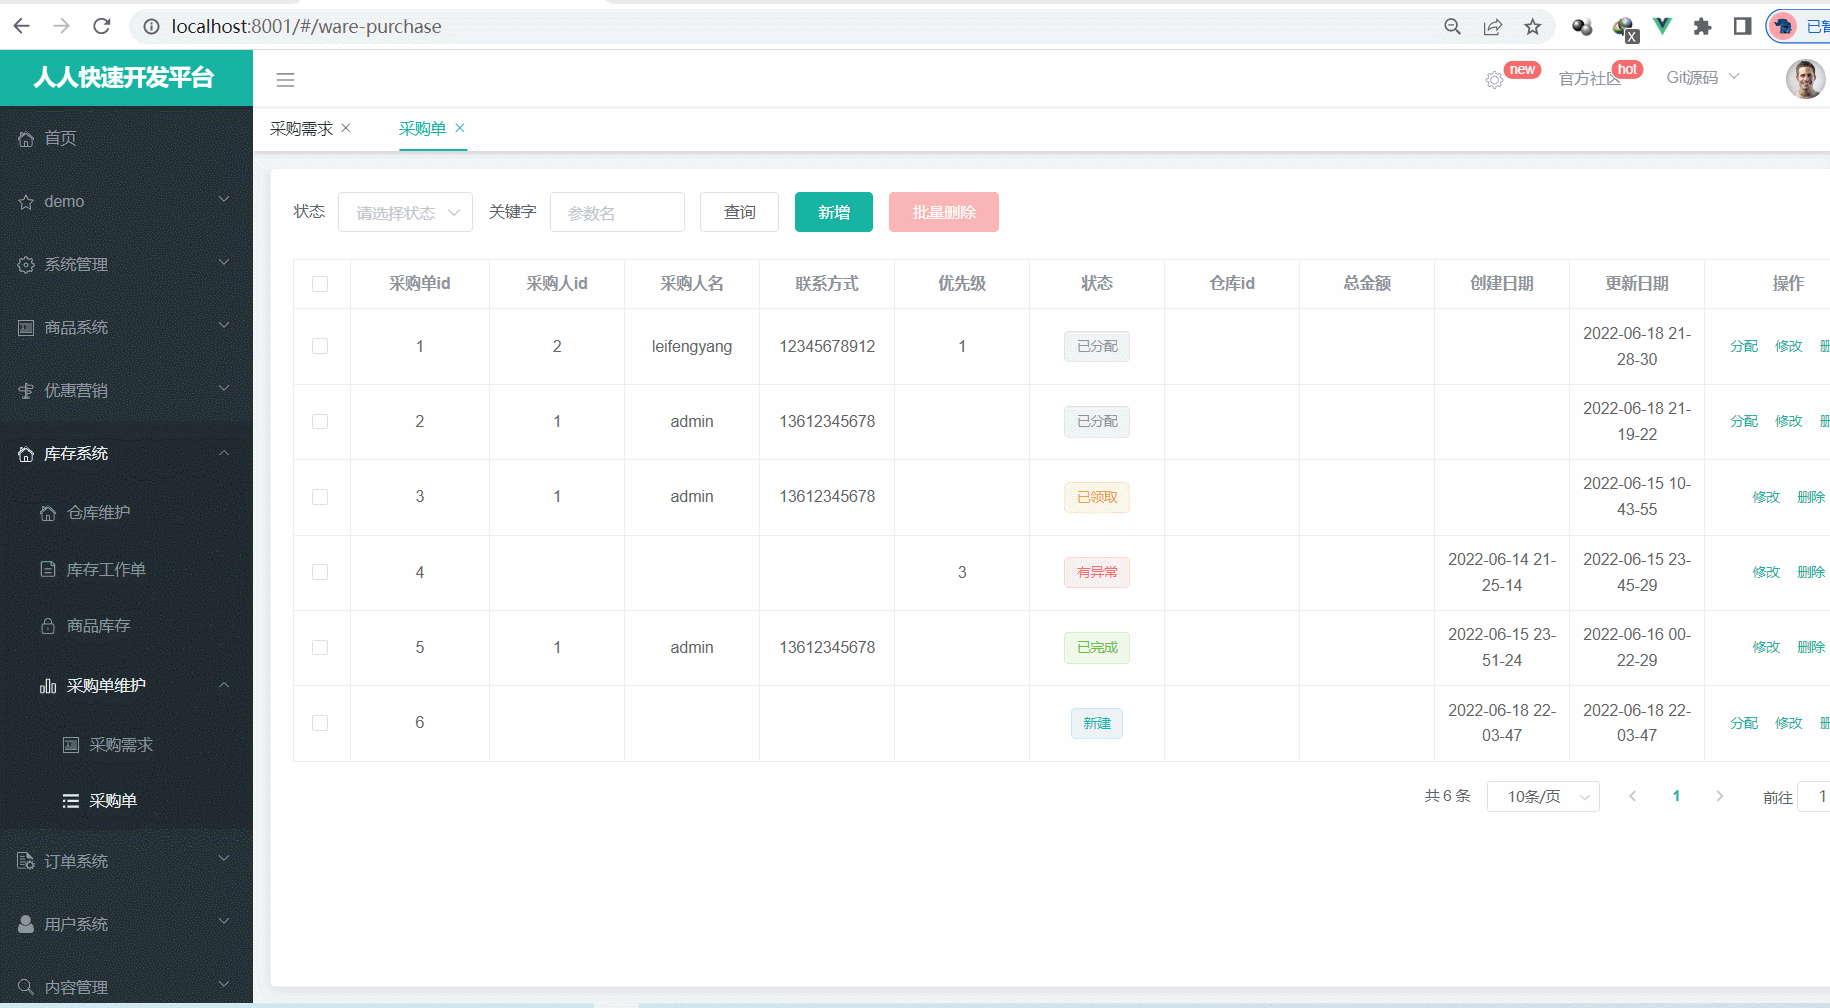 localhost:8001/#/ware-purchase
X
已暂
人人快速开发平台
new
官方社区
hot
Git源码
首页
demo
系统管理
商品系统
优惠营销
库存系统
仓库维护
库存工作单
商品库存
采购单维护
采购需求
采购单
订单系统
用户系统
内容管理
采购需求 × 采购单 ×
状态 请选择状态 关键字 参数名 查询 新增 批量删除
采购单id 采购人id 采购人名 联系方式 优先级 状态 仓库id 总金额 创建日期 更新日期 操作
1 2 leifengyang 12345678912 1 已分配 2022-06-18 21-28-30 分配 修改 删
2 1 admin 13612345678 已分配 2022-06-18 21-19-22 分配 修改 删
3 1 admin 13612345678 已领取 2022-06-15 10-43-55 修改 删除
4 3 有异常 2022-06-14 21-25-14 2022-06-15 23-45-29 修改 删除
5 1 admin 13612345678 已完成 2022-06-15 23-51-24 2022-06-16 00-22-29 修改 删除
6 新建 2022-06-18 22-03-47 2022-06-18 22-03-47 分配 修改 删
共 6 条 10条/页 1 前往 1